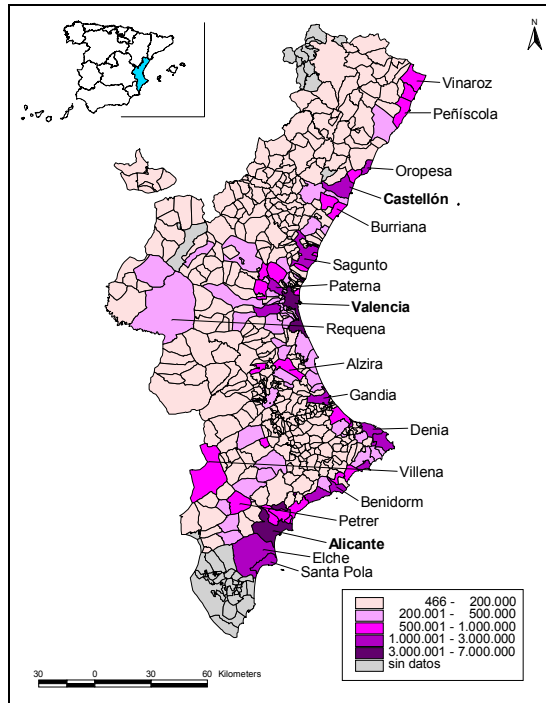 N
Vinaroz
Peñíscola
Oropesa
Castellón
Burriana
Sagunto
Paterna
Valencia
Requena
Alzira
Gandia
Denia
Villena
Benidorm
Petrer
Alicante
Elche
Santa Pola
466 - 200.000
200.001 - 500.000
500.001 - 1.000.000
1.000.001 - 3.000.000
3.000.001 - 7.000.000
sin datos
30 0 30 60 Kilometers